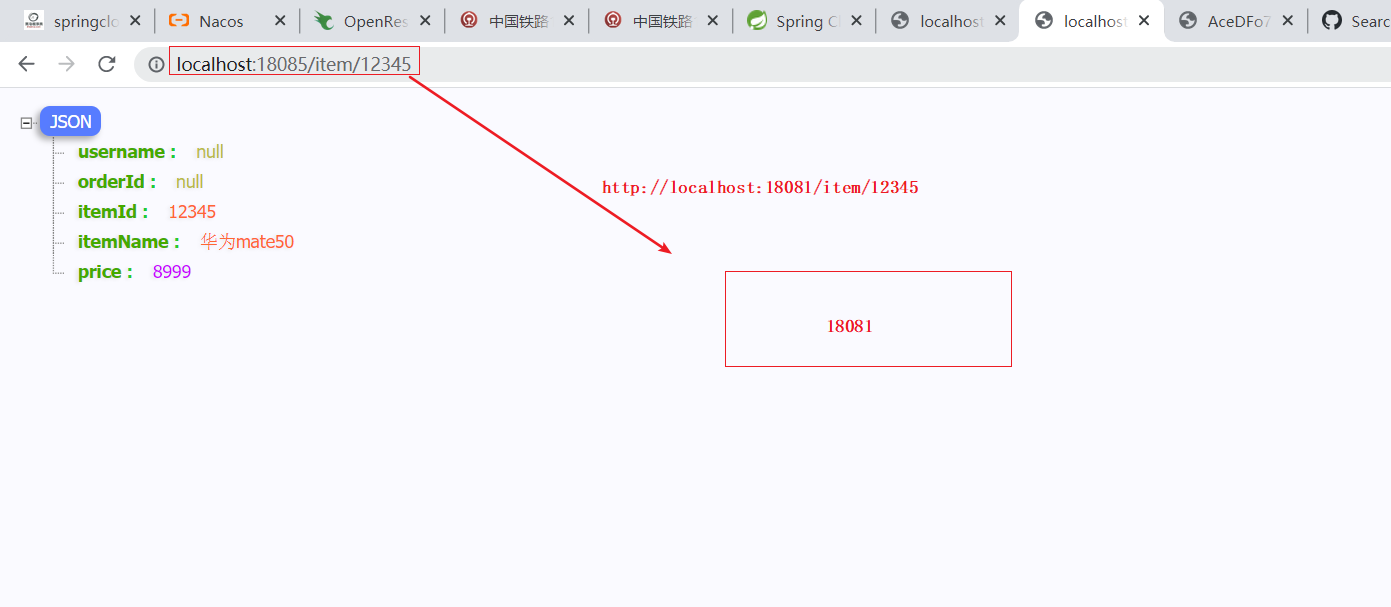 springclo
Nacos
OpenRes
中国铁路
中国铁路
Spring Cl
localhost
localhost
AceDFo7
Searc
localhost:18085/item/12345
JSON
username : null
orderId : null
http://localhost:18081/item/12345
itemId : 12345
itemName : 华为mate50
price : 8999
18081